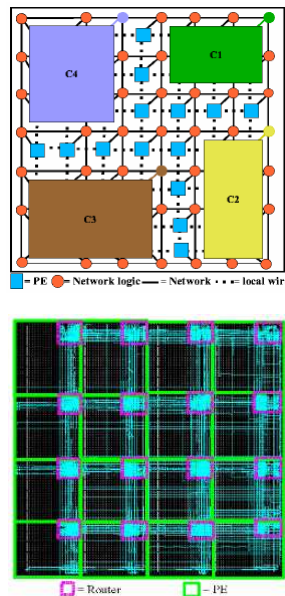 C4
C1
C3
C2
= PE = Network logic = Network = local wir
= Router = PE